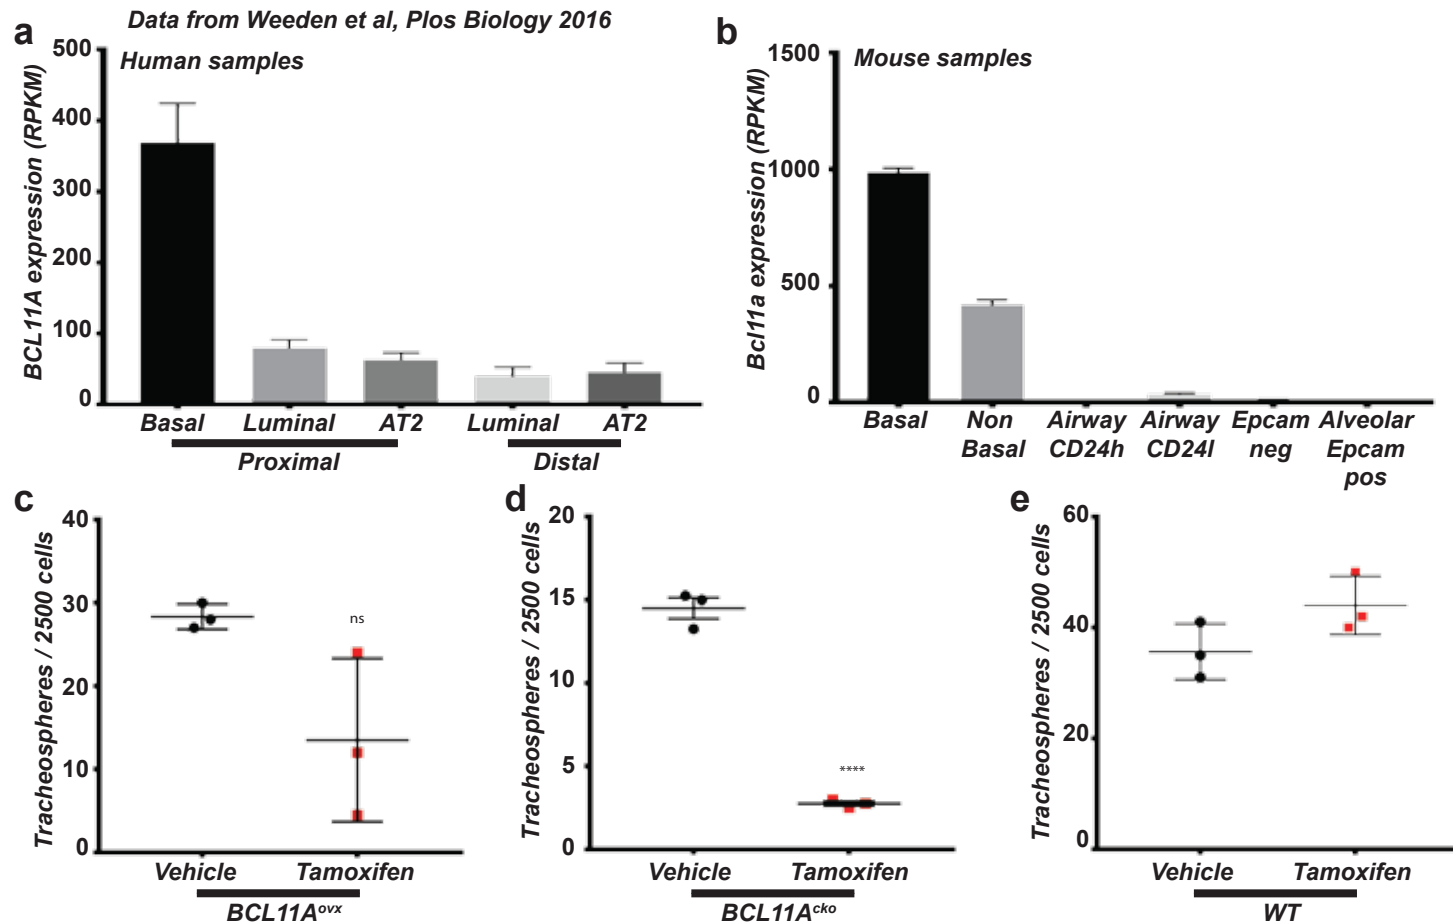 Data from Weeden et al, Plos Biology 2016
a
Human samples
BCL11A expression (RPKM)
500
400
300
200
100
0
Basal Luminal AT2 Luminal AT2
Proximal Distal
b
Mouse samples
Bcl11a expression (RPKM)
1500
1000
500
0
Basal Non Airway Airway Epcam Alveolar
Basal CD24h CD24l neg Epcam
pos
c
Tracheospheres / 2500 cells
40
30
20
10
0
ns
Vehicle Tamoxifen
BCL11Aovx
d
Tracheospheres / 2500 cells
20
15
10
5
0
****
Vehicle Tamoxifen
BCL11Acko
e
Tracheospheres / 2500 cells
60
40
20
0
Vehicle Tamoxifen
WT